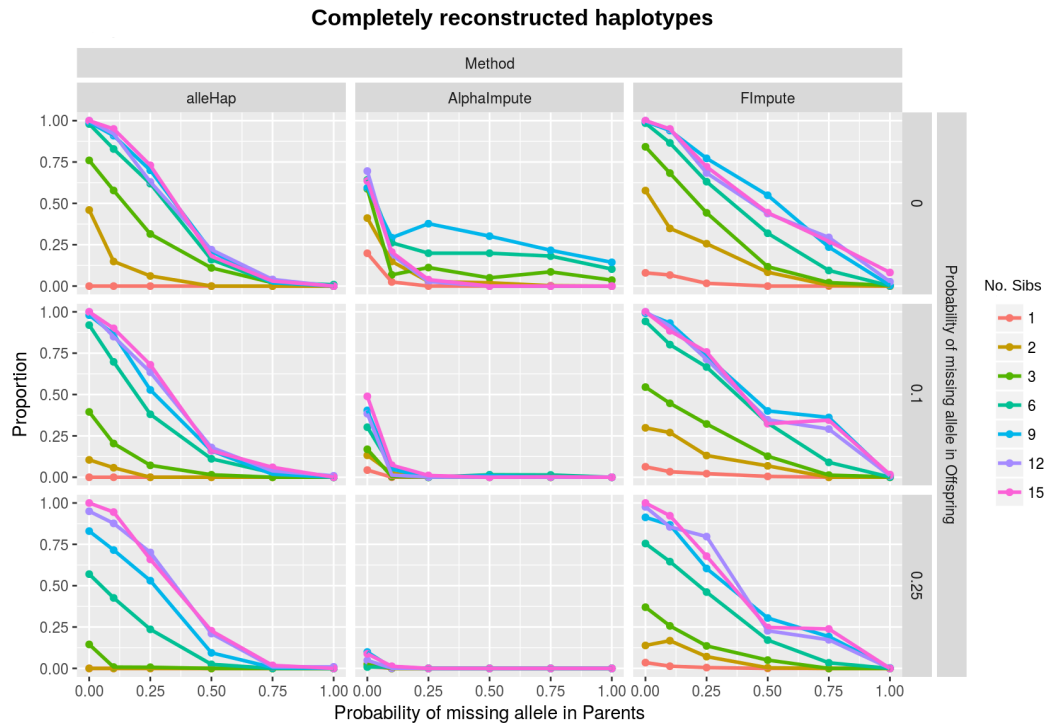 Completely reconstructed haplotypes
Method
alleHap
AlphaImpute
FImpute
1.00
0.75
0.50
0.25
0.00
0
1.00
0.75
0.50
0.25
0.00
0.1
1.00
0.75
0.50
0.25
0.00
0.25
Proportion
Probability of missing allele in Offspring
0.00 0.25 0.50 0.75 1.00
0.00 0.25 0.50 0.75 1.00
0.00 0.25 0.50 0.75 1.00
Probability of missing allele in Parents
No. Sibs
1
2
3
6
9
12
15